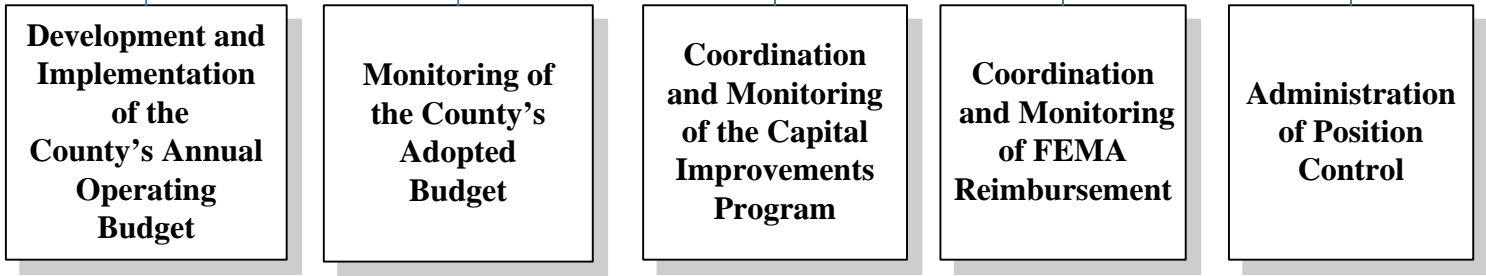 Development and
Implementation
of the
County’s Annual
Operating
Budget
Monitoring of
the County’s
Adopted
Budget
Coordination
and Monitoring
of the Capital
Improvements
Program
Coordination
and Monitoring
of FEMA
Reimbursement
Administration
of Position
Control